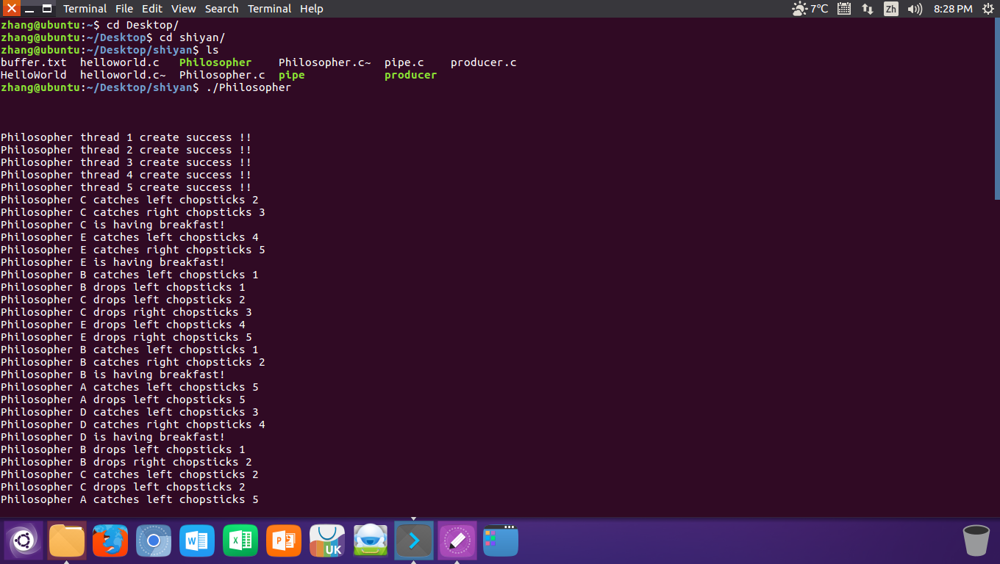 Terminal File Edit View Search Terminal Help 7℃ Zh 8:28 PM
zhang@ubuntu:~$ cd Desktop/
zhang@ubuntu:~/Desktop$ cd shiyan/
zhang@ubuntu:~/Desktop/shiyan$ ls
buffer.txt helloworld.c Philosopher Philosopher.c~ pipe.c producer.c
HelloWorld helloworld.c~ Philosopher.c pipe producer
zhang@ubuntu:~/Desktop/shiyan$ ./Philosopher
Philosopher thread 1 create success !!
Philosopher thread 2 create success !!
Philosopher thread 3 create success !!
Philosopher thread 4 create success !!
Philosopher thread 5 create success !!
Philosopher C catches left chopsticks 2
Philosopher C catches right chopsticks 3
Philosopher C is having breakfast!
Philosopher E catches left chopsticks 4
Philosopher E catches right chopsticks 5
Philosopher E is having breakfast!
Philosopher B catches left chopsticks 1
Philosopher B drops left chopsticks 1
Philosopher C drops left chopsticks 2
Philosopher C drops right chopsticks 3
Philosopher E drops left chopsticks 4
Philosopher E drops right chopsticks 5
Philosopher B catches left chopsticks 1
Philosopher B catches right chopsticks 2
Philosopher B is having breakfast!
Philosopher A catches left chopsticks 5
Philosopher A drops left chopsticks 5
Philosopher D catches left chopsticks 3
Philosopher D catches right chopsticks 4
Philosopher D is having breakfast!
Philosopher B drops left chopsticks 1
Philosopher B drops right chopsticks 2
Philosopher C catches left chopsticks 2
Philosopher C drops left chopsticks 2
Philosopher A catches left chopsticks 5
W X P UK